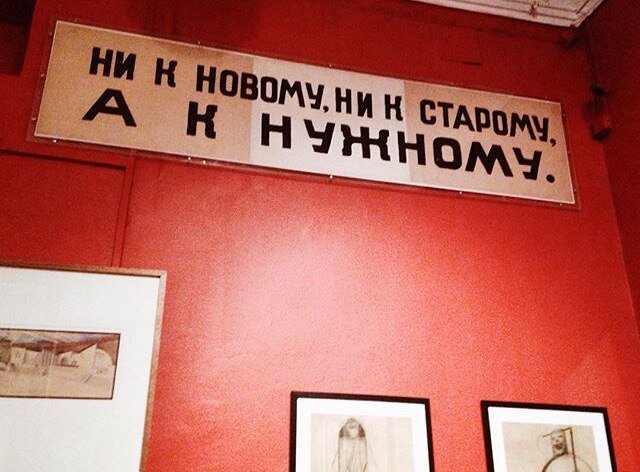 НИ К НОВОМУ, НИ К СТАРОМУ,
А К НУЖНОМУ.